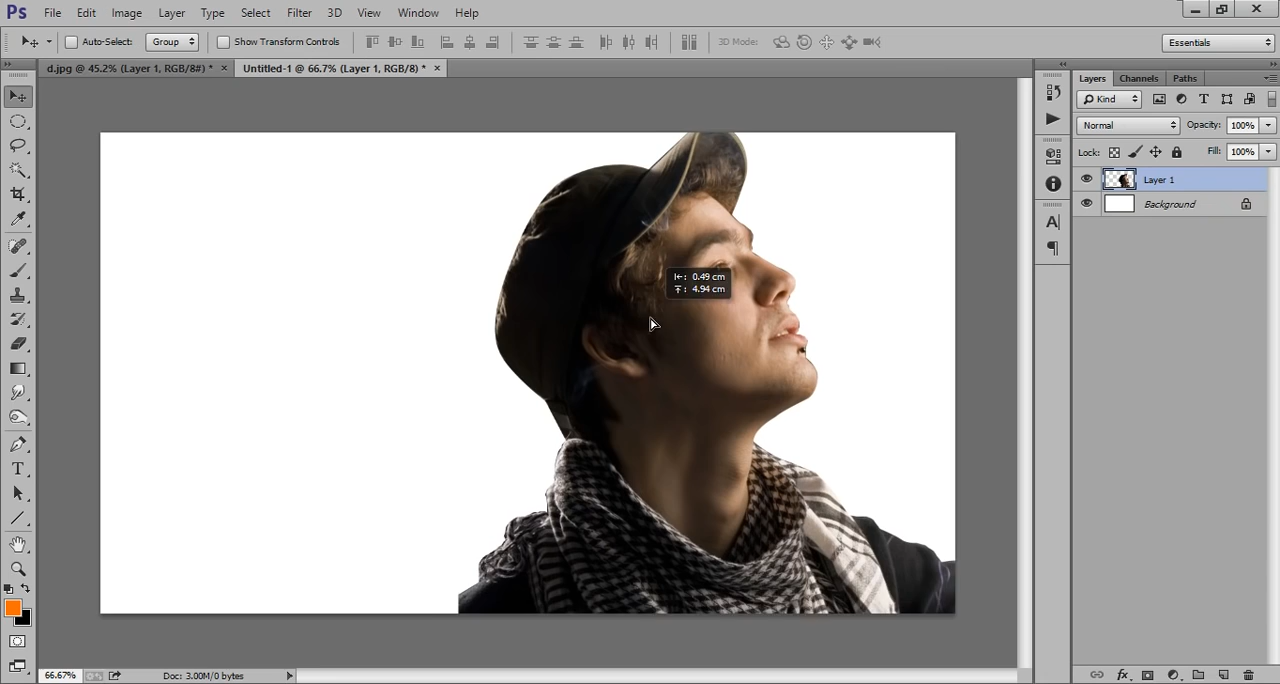 Ps File Edit Image Layer Type Select Filter 3D View Window Help
Auto-Select: Group Show Transform Controls 3D Mode: Essentials
d.jpg @ 45.2% (Layer 1, RGB/8#) * × Untitled-1 @ 66.7% (Layer 1, RGB/8) * ×
Layers Channels Paths
Kind
Normal Opacity: 100%
Lock: Fill: 100%
Layer 1
Background
0.49 cm
4.94 cm
66.67% Doc: 3.00M/0 bytes